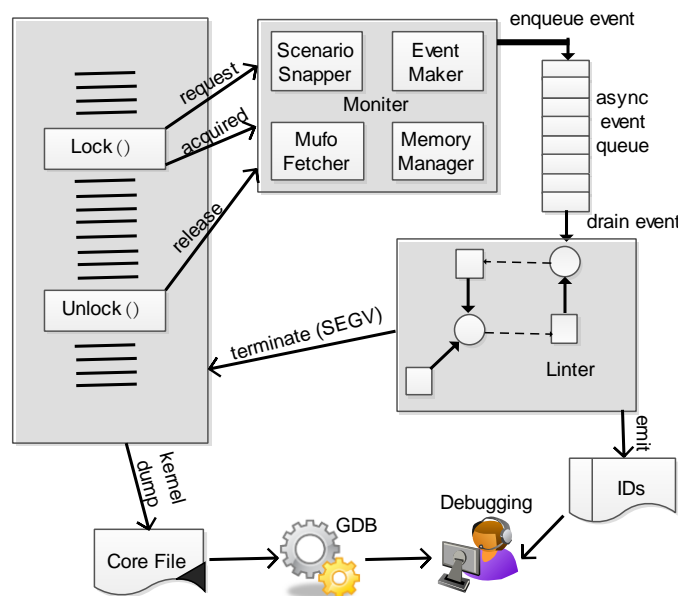 enqueue event
Scenario
Snapper
Event
Maker
Moniter
Mufo
Fetcher
Memory
Manager
request
acquired
release
Lock ()
Unlock ()
async
event
queue
drain event
Linter
terminate (SEGV)
emit
IDs
kernel
dump
Core File
GDB
Debugging